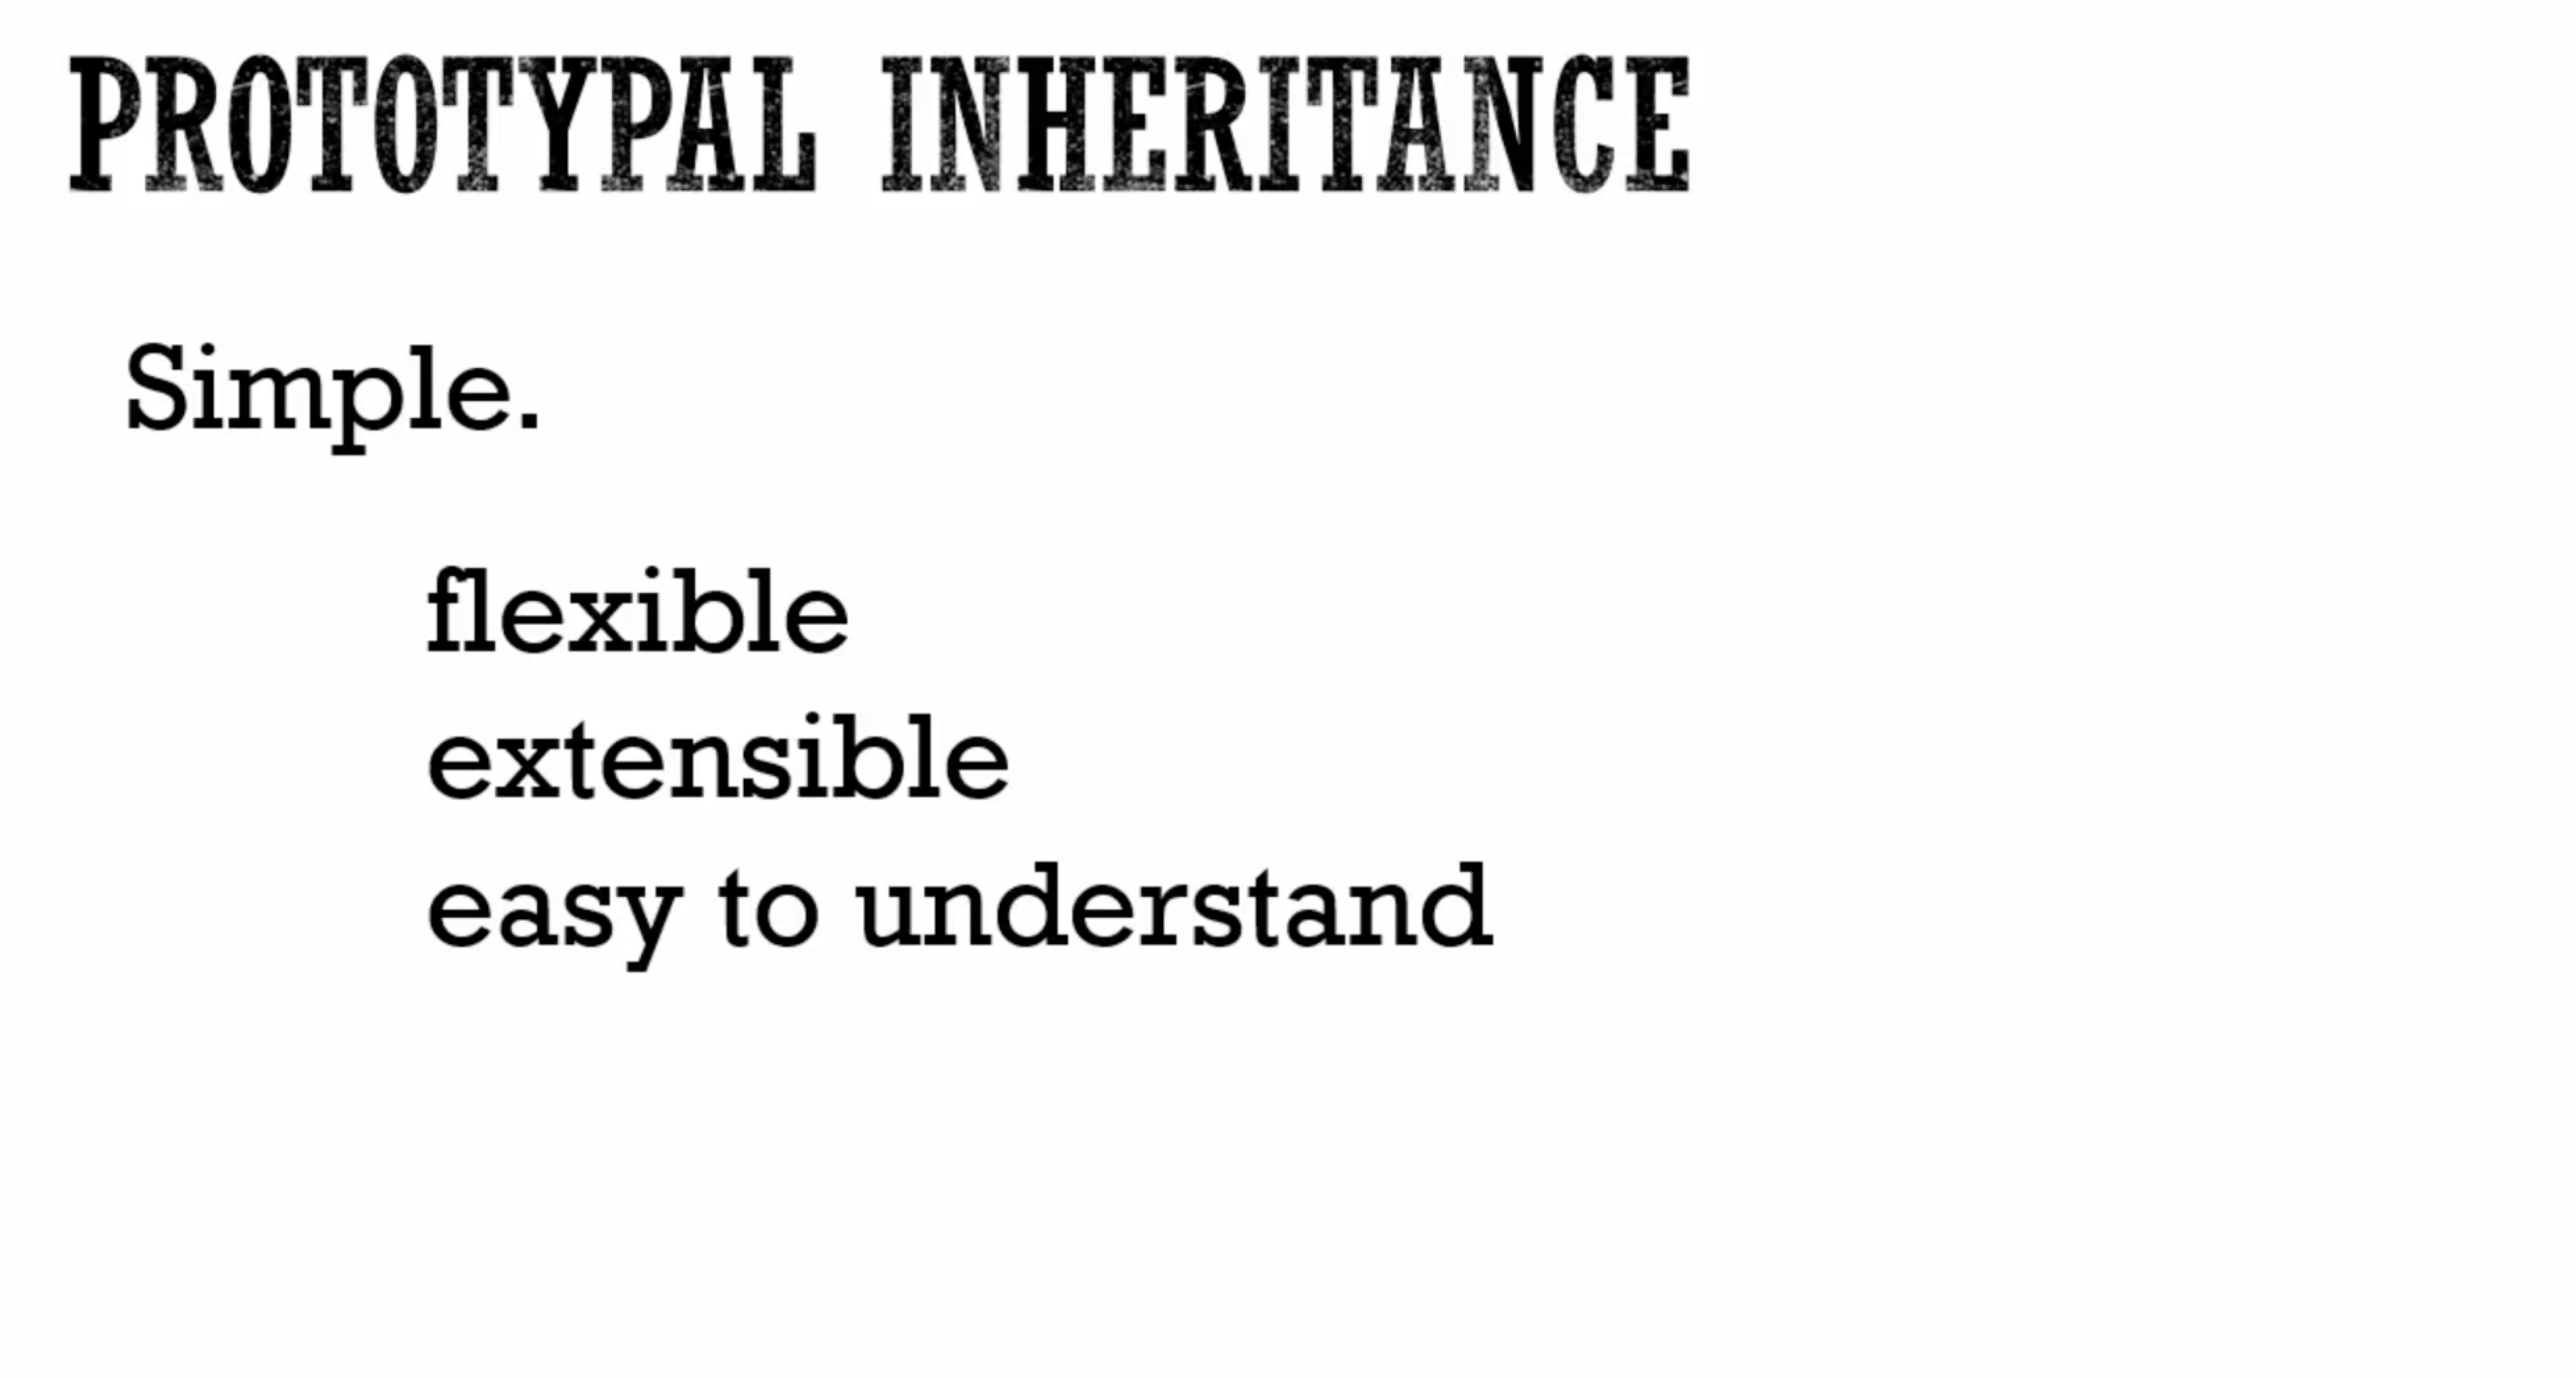 PROTOTYPAL INHERITANCE
Simple.
flexible
extensible
easy to understand